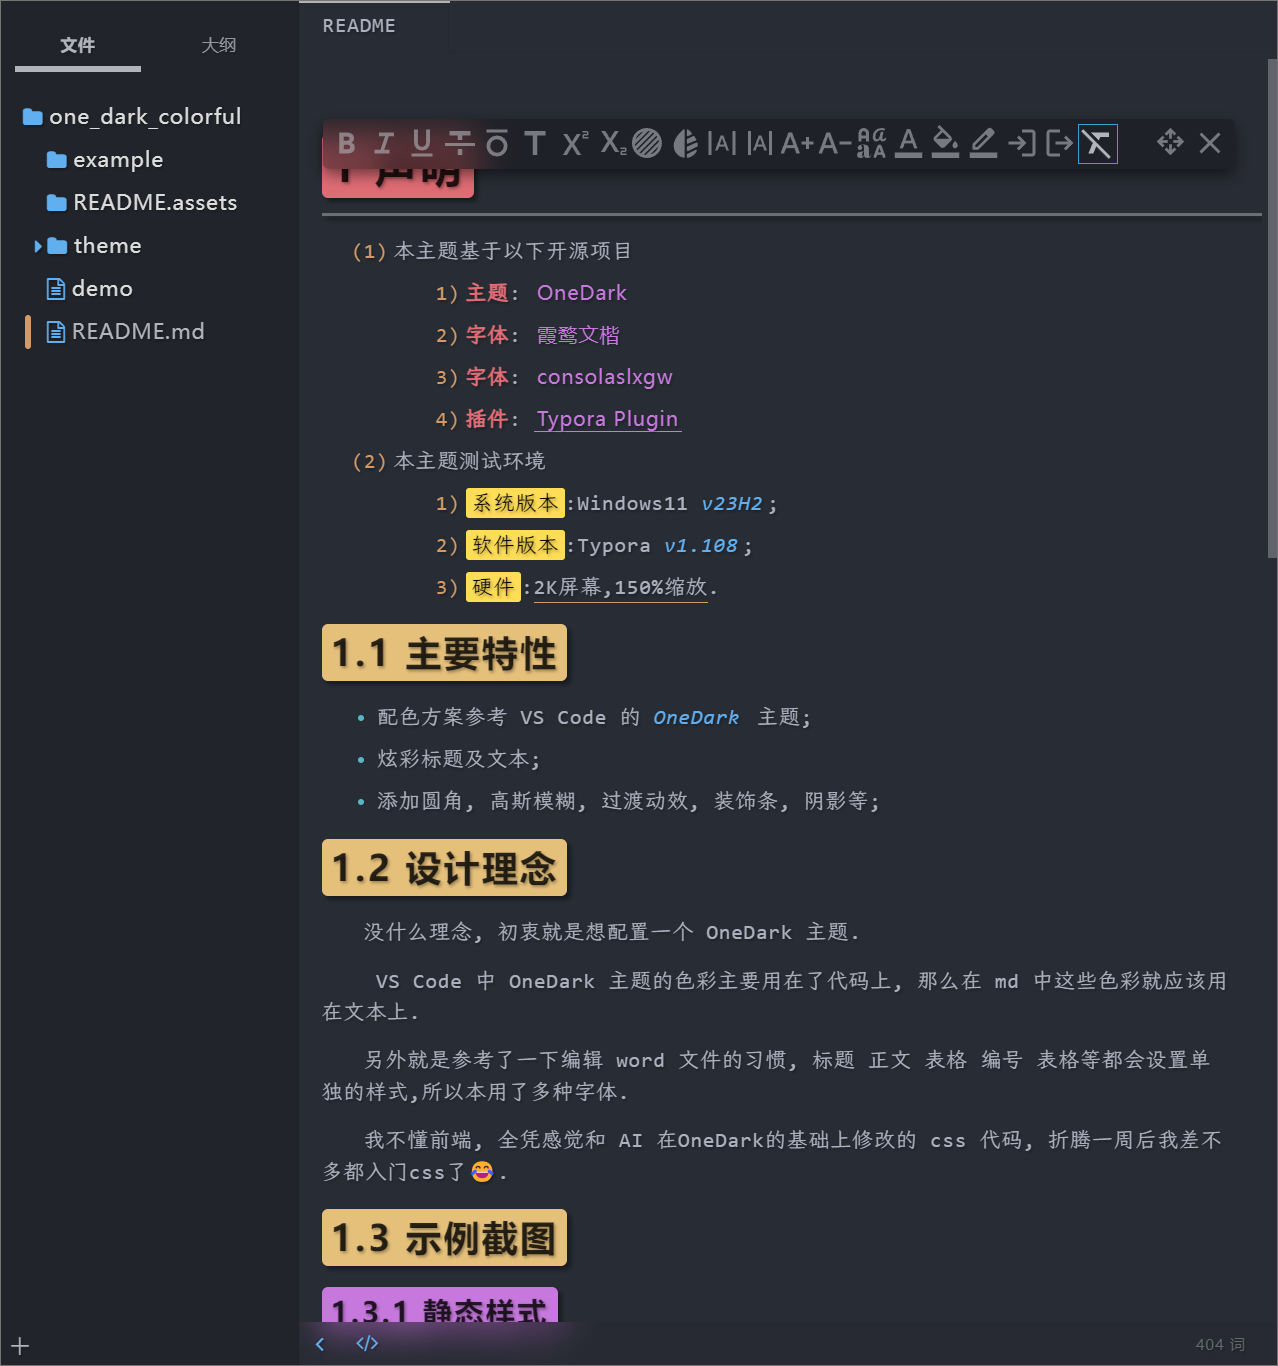 文件 大纲
one_dark_colorful
example
README.assets
theme
demo
README.md
README
B I U T X² X₂ A A A+ A- A
1 声明
(1) 本主题基于以下开源项目
1) 主题: OneDark
2) 字体: 霞鹜文楷
3) 字体: consolaslxgw
4) 插件: Typora Plugin
(2) 本主题测试环境
1) 系统版本:Windows11 v23H2;
2) 软件版本:Typora v1.108;
3) 硬件:2K屏幕,150%缩放.
1.1 主要特性
• 配色方案参考 VS Code 的 OneDark 主题;
• 炫彩标题及文本;
• 添加圆角, 高斯模糊, 过渡动效, 装饰条, 阴影等;
1.2 设计理念
没什么理念, 初衷就是想配置一个 OneDark 主题.
VS Code 中 OneDark 主题的色彩主要用在了代码上, 那么在 md 中这些色彩就应该用
在文本上.
另外就是参考了一下编辑 word 文件的习惯, 标题 正文 表格 编号 表格等都会设置单
独的样式,所以本用了多种字体.
我不懂前端, 全凭感觉和 AI 在OneDark的基础上修改的 css 代码, 折腾一周后我差不
多都入门css了😂.
1.3 示例截图
1.3.1 静态样式
404 词